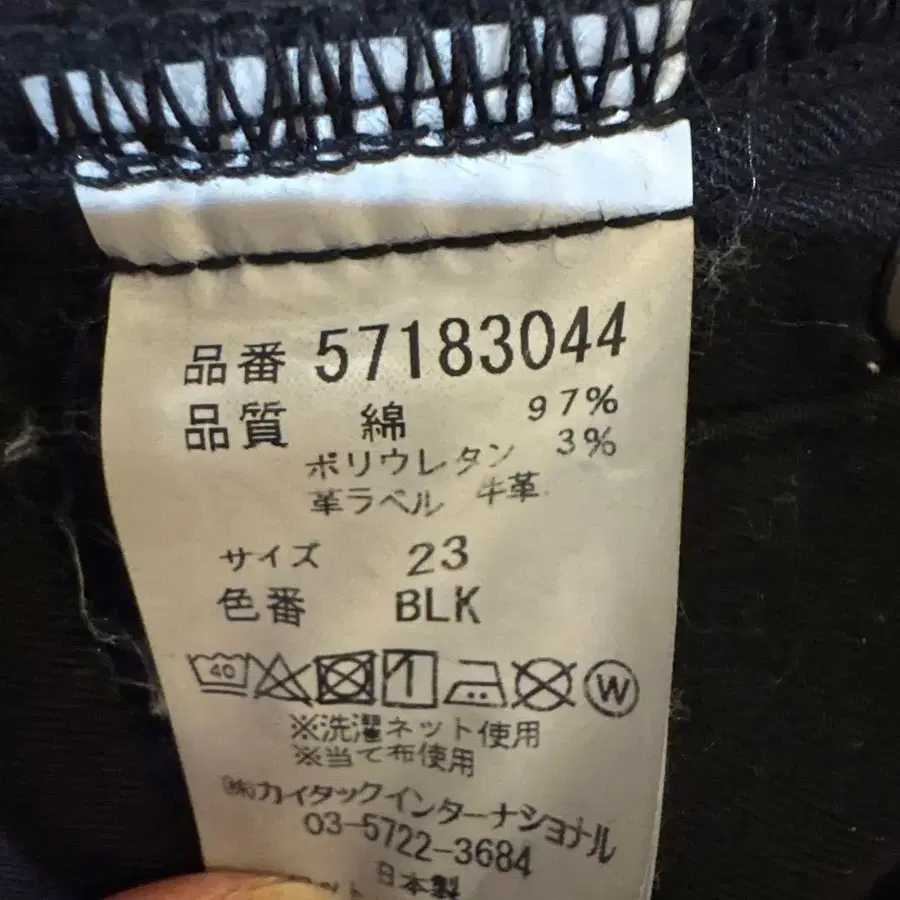 品番 57183044
品質 綿 97%
ポリウレタン 3%
革ラベル 牛革
サイズ 23
色番 BLK
40 W
※洗濯ネット使用
※当て布使用
㈱カイタックインターナショナル
03-5722-3684
日本製